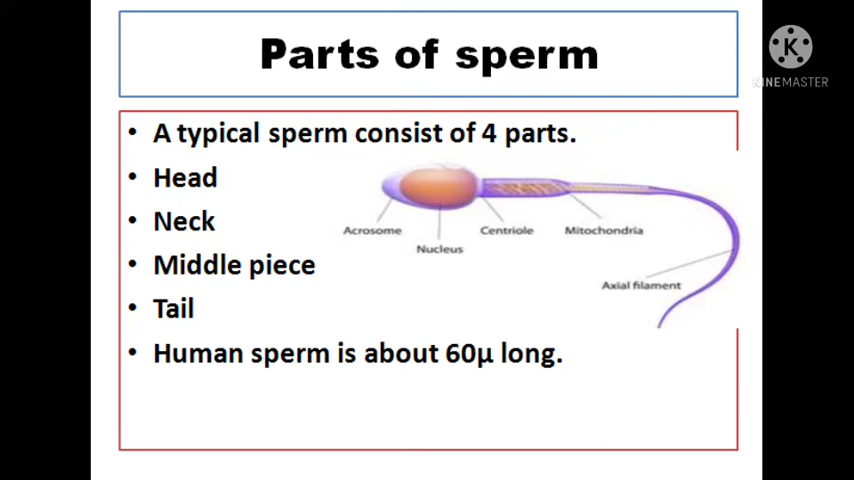 Parts of sperm
K
KINEMASTER
• A typical sperm consist of 4 parts.
• Head
• Neck
• Middle piece
• Tail
• Human sperm is about 60µ long.
Acrosome
Nucleus
Centriole
Mitochondria
Axial filament